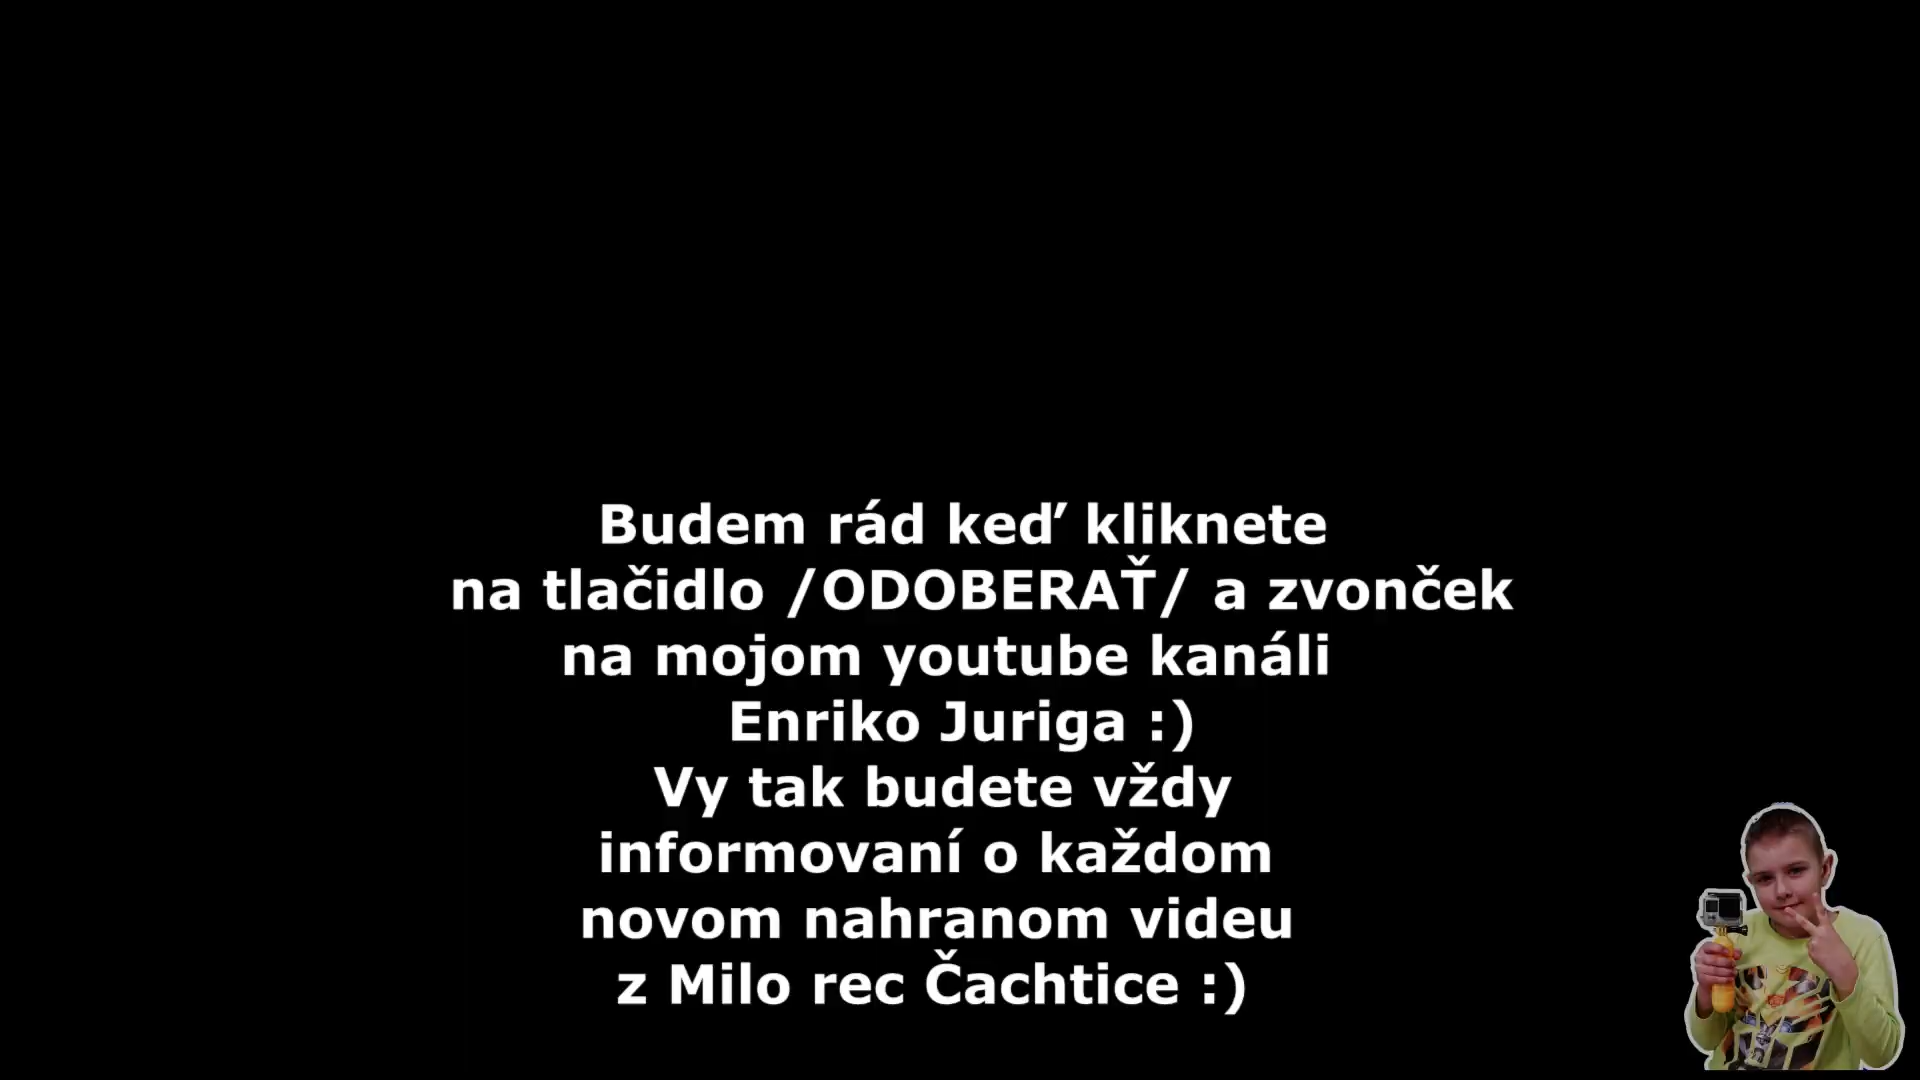 Budem rád keď kliknete
na tlačidlo /ODOBERAŤ/ a zvonček
na mojom youtube kanáli
Enriko Juriga :)
Vy tak budete vždy
informovaní o každom
novom nahranom videu
z Milo rec Čachtice :)